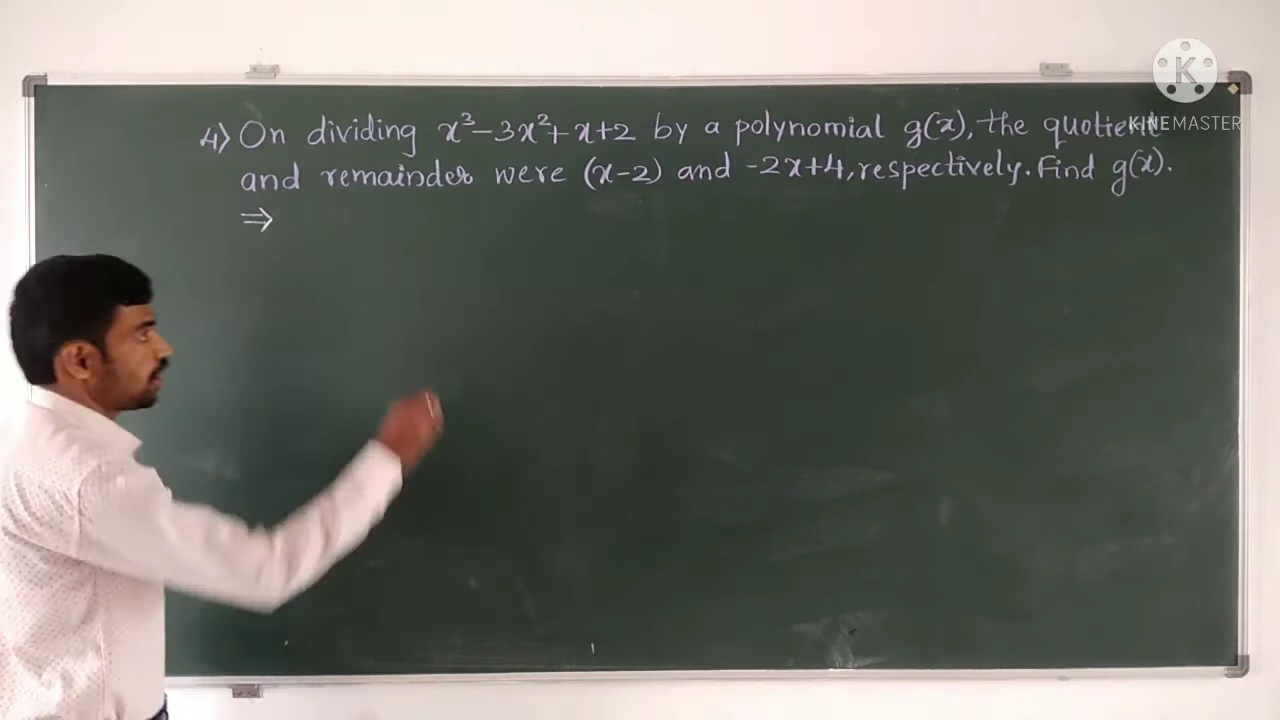 K
KINEMASTER
4) On dividing x³-3x²+x+2 by a polynomial g(x), the quotient
and remainder were (x-2) and -2x+4, respectively. Find g(x).
⇒